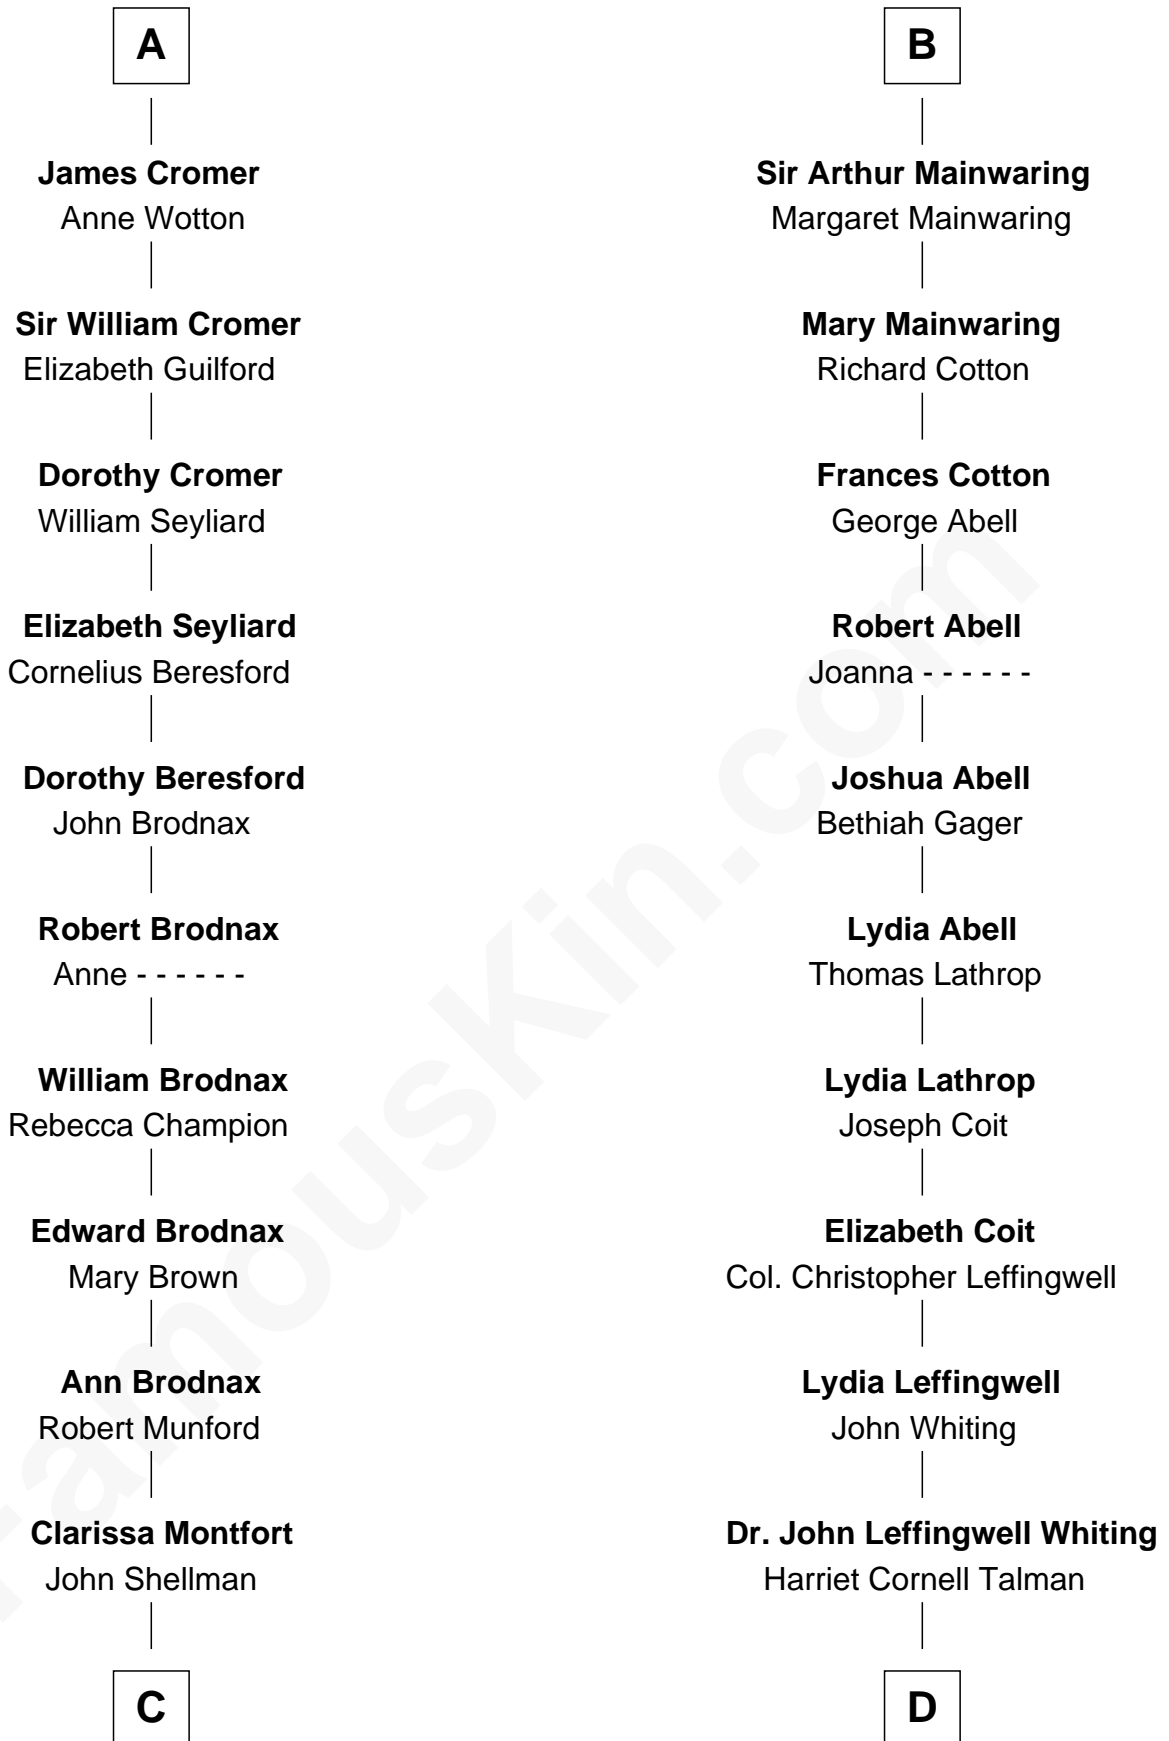 A
James Cromer
Anne Wotton
Sir William Cromer
Elizabeth Guilford
Dorothy Cromer
William Seyliard
Elizabeth Seyliard
Cornelius Beresford
Dorothy Beresford
John Brodnax
Robert Brodnax
Anne - - - - - -
William Brodnax
Rebecca Champion
Edward Brodnax
Mary Brown
Ann Brodnax
Robert Munford
Clarissa Montfort
John Shellman
C
B
Sir Arthur Mainwaring
Margaret Mainwaring
Mary Mainwaring
Richard Cotton
Frances Cotton
George Abell
Robert Abell
Joanna - - - - - -
Joshua Abell
Bethiah Gager
Lydia Abell
Thomas Lathrop
Lydia Lathrop
Joseph Coit
Elizabeth Coit
Col. Christopher Leffingwell
Lydia Leffingwell
John Whiting
Dr. John Leffingwell Whiting
Harriet Cornell Talman
D
FamousKin.com